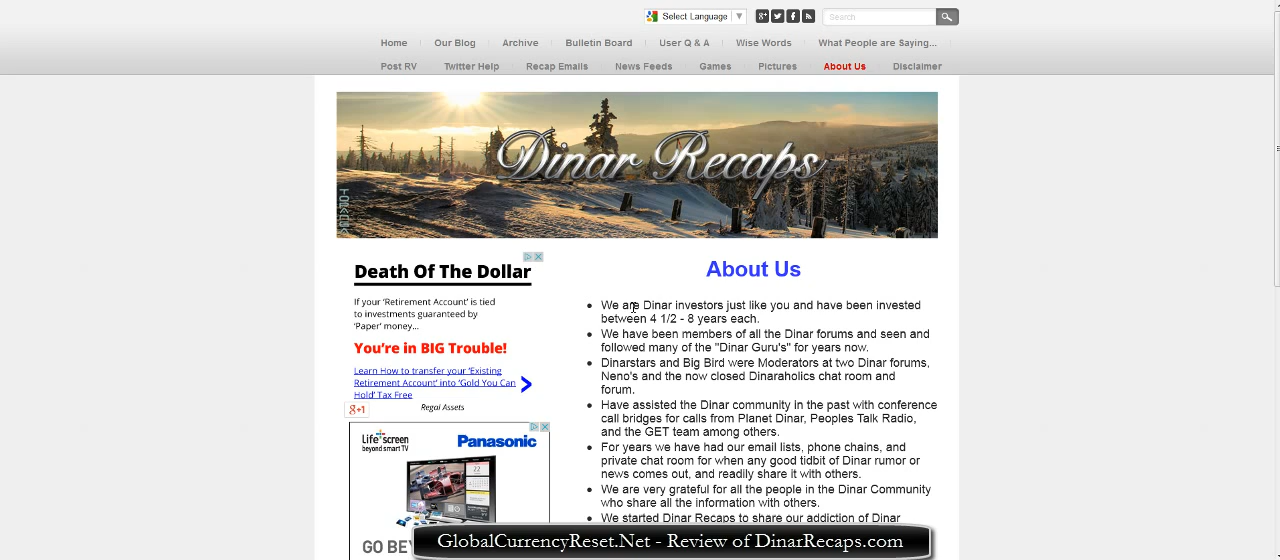 Select Language
Search
Home Our Blog Archive Bulletin Board User Q & A Wise Words What People are Saying...
Post RV Twitter Help Recap Emails News Feeds Games Pictures About Us Disclaimer
Dinar Recaps
Death Of The Dollar
If your 'Retirement Account' is tied
to investments guaranteed by
'Paper' money...
You're in BIG Trouble!
Learn How to transfer your 'Existing
Retirement Account' into 'Gold You Can
Hold' Tax Free
Regal Assets
g+1
Life+screen
beyond smart TV
Panasonic
About Us
We are Dinar investors just like you and have been invested
between 4 1/2 - 8 years each.
We have been members of all the Dinar forums and seen and
followed many of the "Dinar Guru's" for years now.
Dinarstars and Big Bird were Moderators at two Dinar forums,
Neno's and the now closed Dinaraholics chat room and
forum.
Have assisted the Dinar community in the past with conference
call bridges for calls from Planet Dinar, Peoples Talk Radio,
and the GET team among others.
For years we have had our email lists, phone chains, and
private chat room for when any good tidbit of Dinar rumor or
news comes out, and readily share it with others.
We are very grateful for all the people in the Dinar Community
who share all the information with others.
We started Dinar Recaps to share our addiction of Dinar
GlobalCurrencyReset.Net - Review of DinarRecaps.com